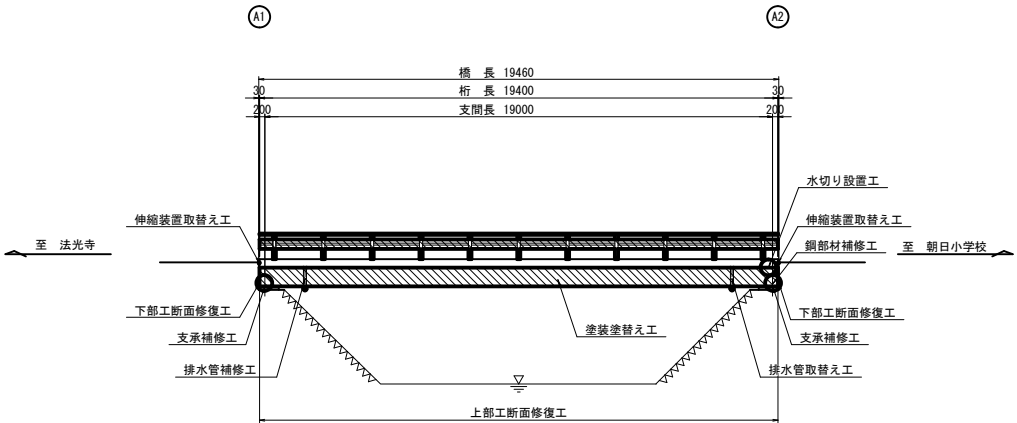 A1
A2
橋 長 19460
30
桁 長 19400
30
200
支間長 19000
200
水切り設置工
伸縮装置取替え工
伸縮装置取替え工
至 法光寺
鋼部材補修工
至 朝日小学校
下部工断面修復工
下部工断面修復工
塗装塗替え工
支承補修工
支承補修工
排水管補修工
排水管取替え工
上部工断面修復工